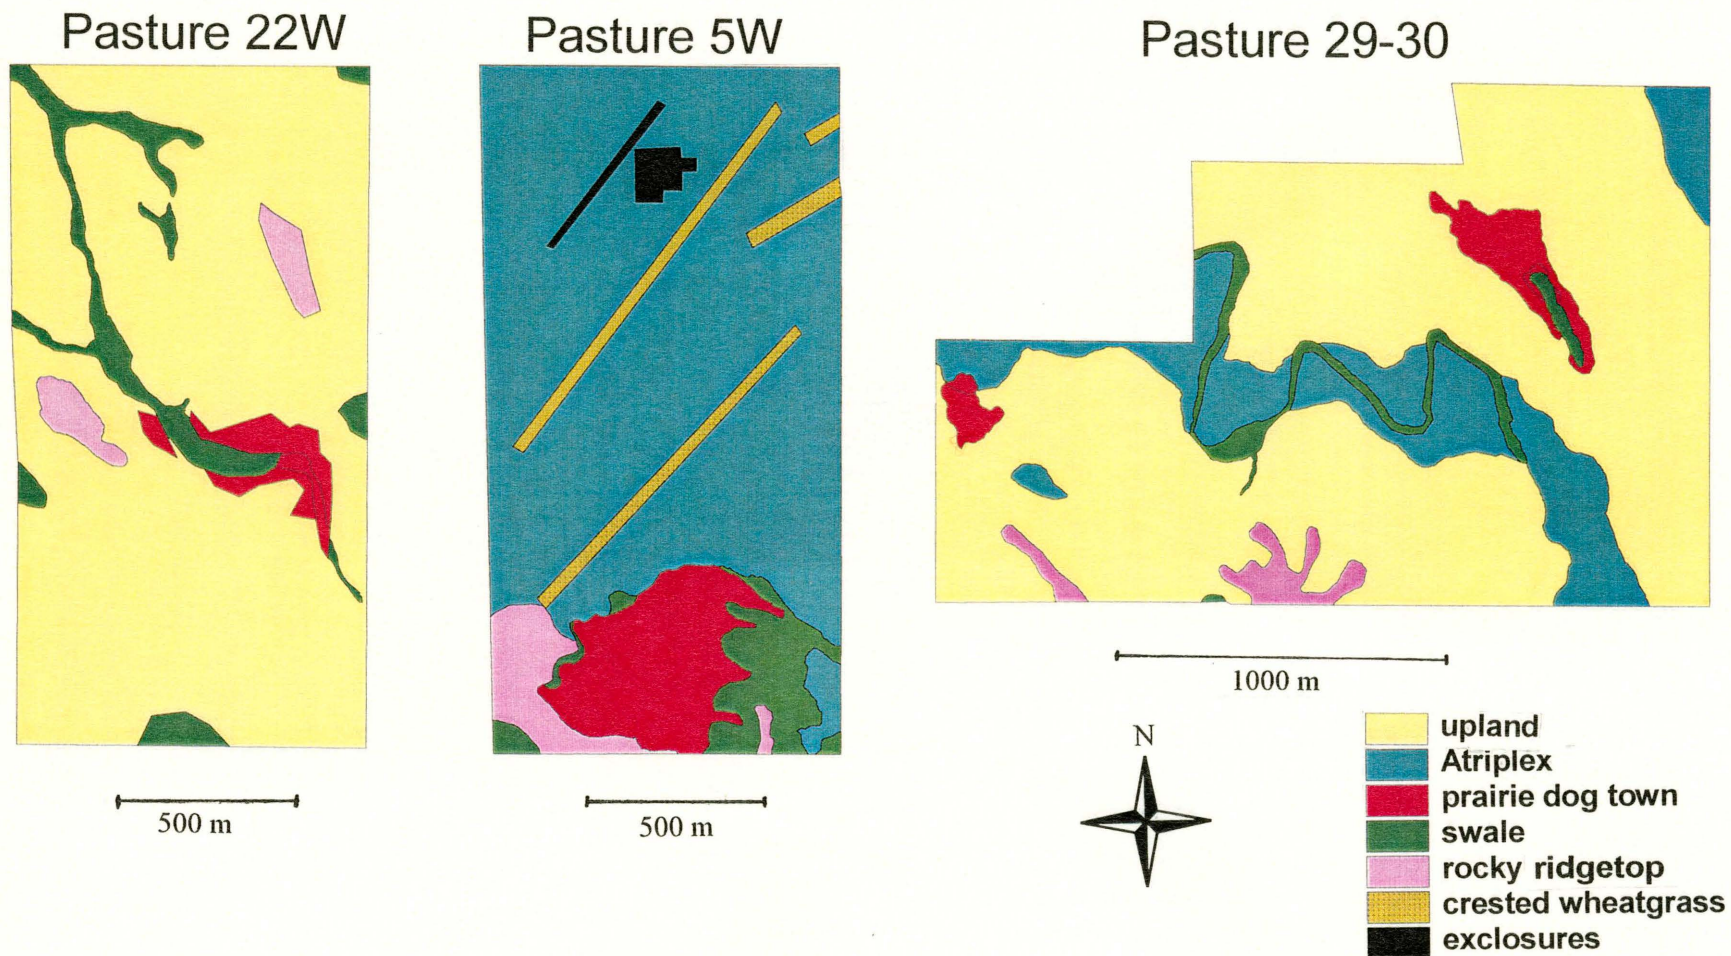 Pasture 22W
Pasture 5W
Pasture 29-30
500 m
500 m
1000 m
N
upland
Atriplex
prairie dog town
swale
rocky ridgetop
crested wheatgrass
exclosures